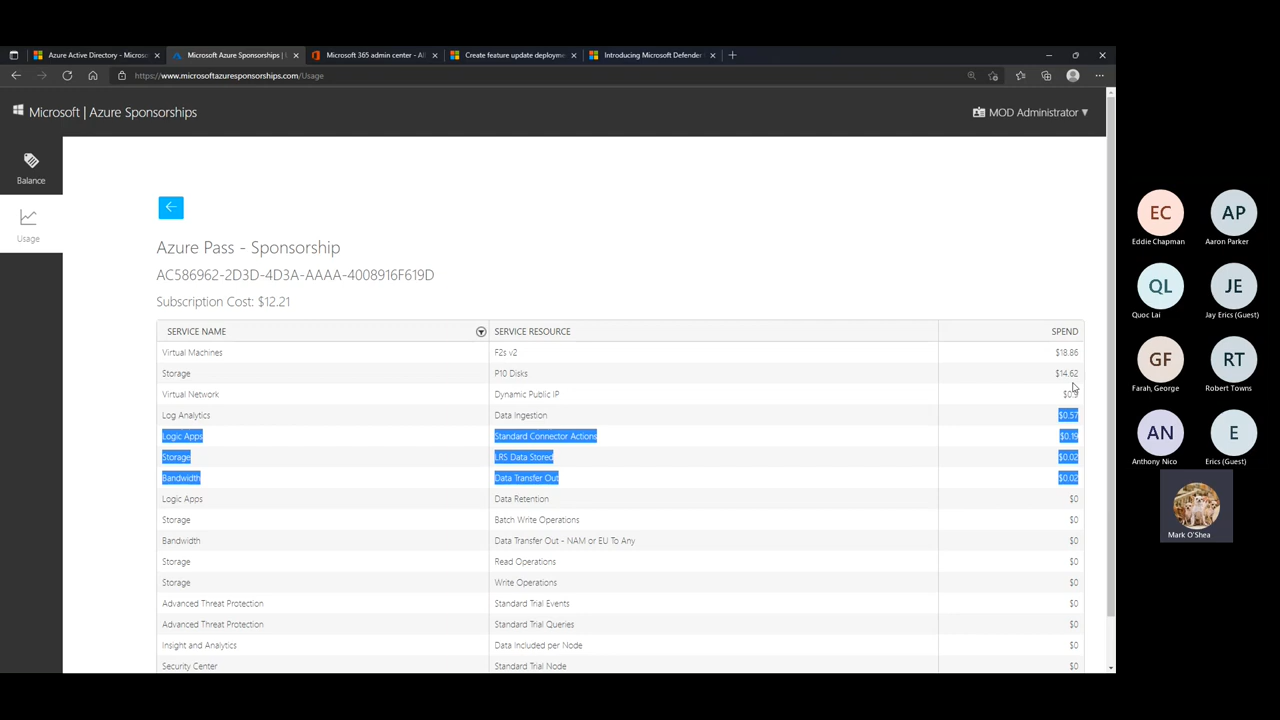 Azure Active Directory - Micros
Microsoft Azure Sponsorships |
Microsoft 365 admin center - Al
Create feature update deploym
Introducing Microsoft Defender
https://www.microsoftazuresponsorships.com/Usage
Microsoft | Azure Sponsorships
MOD Administrator
Balance
Usage
Azure Pass - Sponsorship
AC586962-2D3D-4D3A-AAAA-4008916F619D
Subscription Cost: $12.21
SERVICE NAME SERVICE RESOURCE SPEND
Virtual Machines F2s v2 $18.86
Storage P10 Disks $14.62
Virtual Network Dynamic Public IP
Log Analytics Data Ingestion $0.57
Logic Apps Standard Connector Actions $0.19
Storage LRS Data Stored $0.02
Bandwidth Data Transfer Out $0.02
Logic Apps Data Retention $0
Storage Batch Write Operations $0
Bandwidth Data Transfer Out - NAM or EU To Any $0
Storage Read Operations $0
Storage Write Operations $0
Advanced Threat Protection Standard Trial Events $0
Advanced Threat Protection Standard Trial Queries $0
Insight and Analytics Data Included per Node $0
Security Center Standard Trial Node $0
EC AP
Eddie Chapman Aaron Parker
QL JE
Quoc Lai Jay Erics (Guest)
GF RT
Farah, George Robert Towns
AN E
Anthony Nico Erics (Guest)
Mark O'Shea